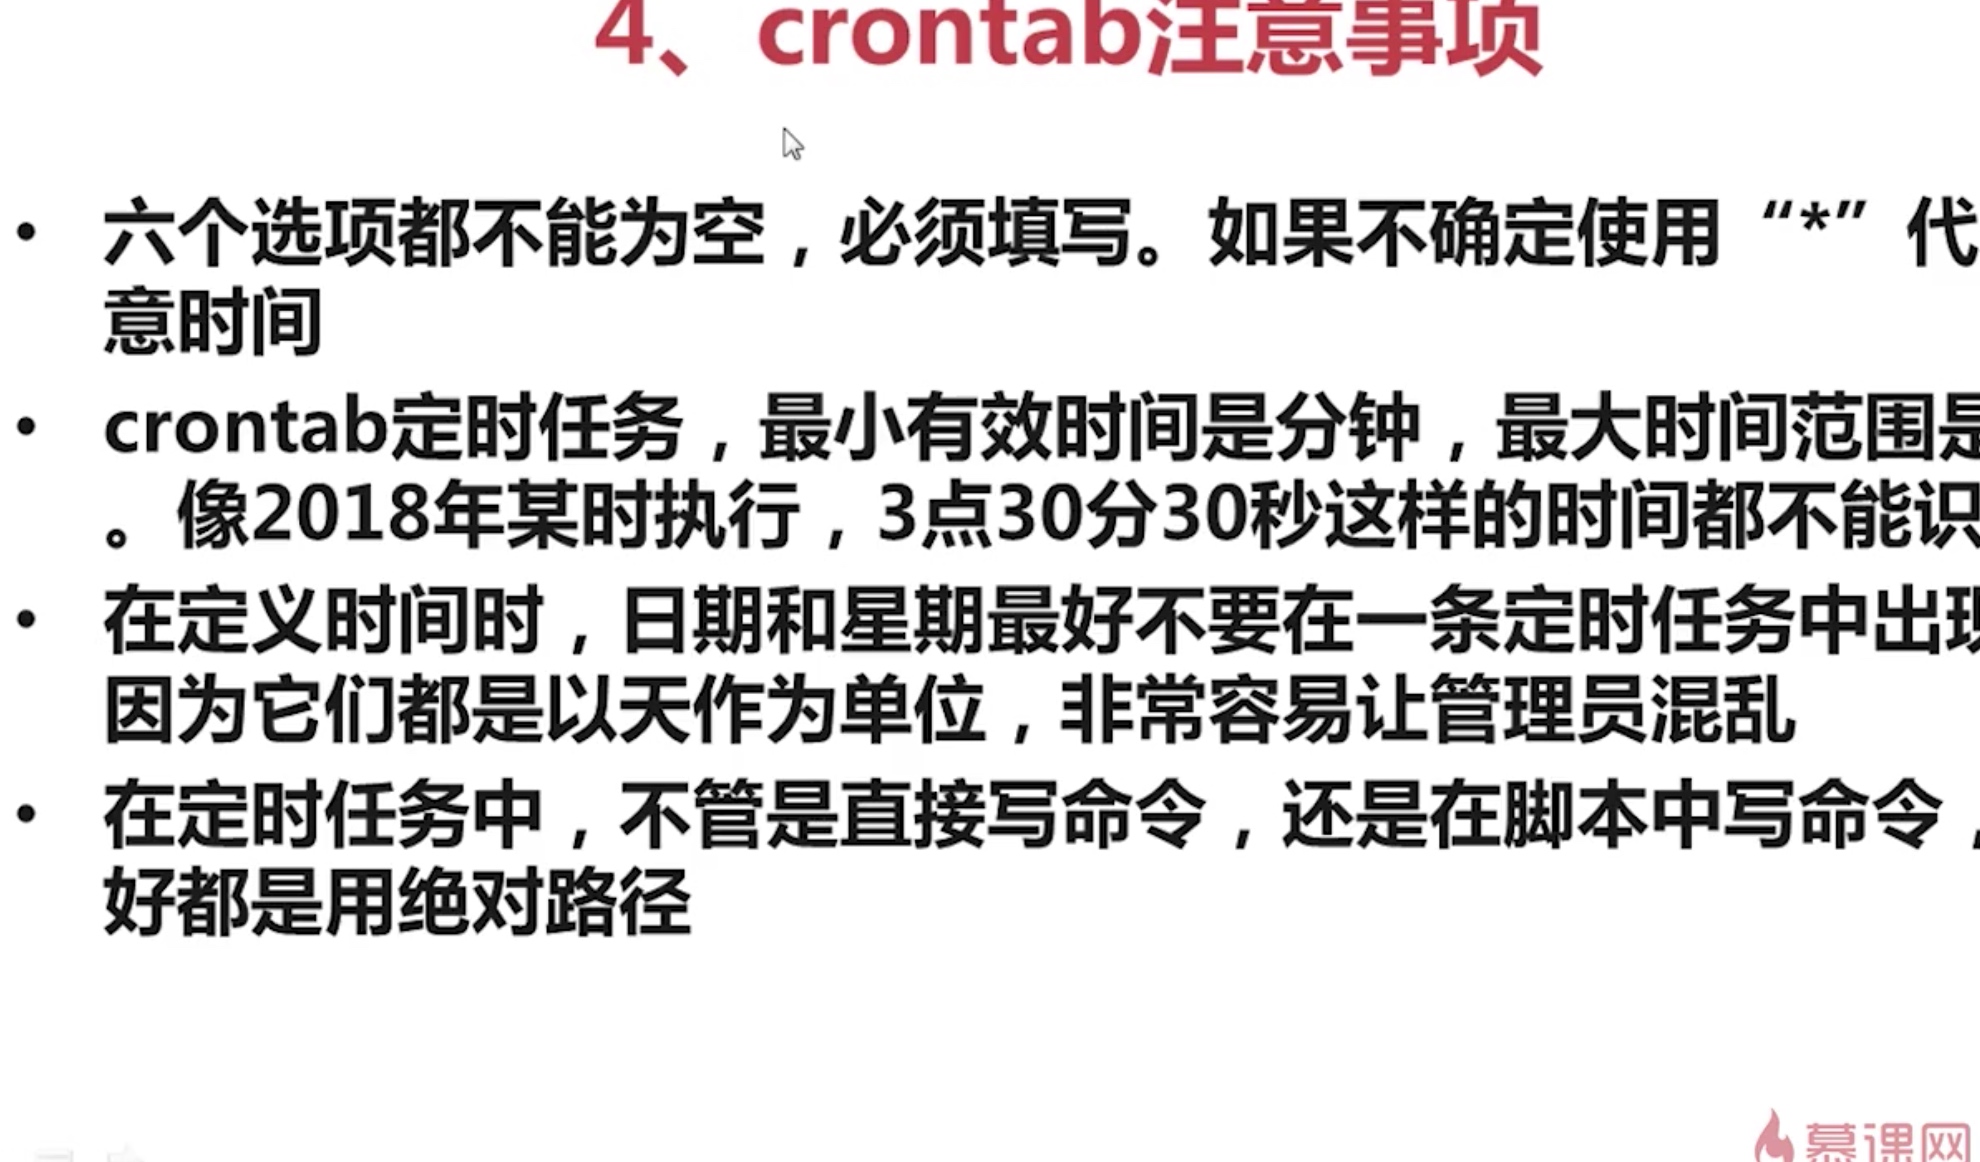 4、crontab注意事项
• 六个选项都不能为空，必须填写。如果不确定使用“*”代
意时间
• crontab定时任务，最小有效时间是分钟，最大时间范围是
。像2018年某时执行，3点30分30秒这样的时间都不能识
• 在定义时间时，日期和星期最好不要在一条定时任务中出现
因为它们都是以天作为单位，非常容易让管理员混乱
• 在定时任务中，不管是直接写命令，还是在脚本中写命令，
好都是用绝对路径
慕课网